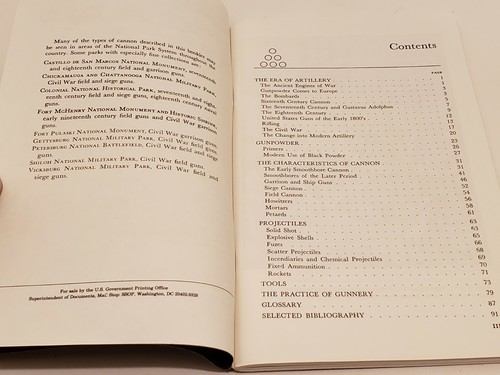 Many of the types of cannon described in this booklet may
be seen in areas of the National Park System throughout the
country. Some parks with especially fine collections are:
CASTILLO DE SAN MARCOS NATIONAL MONUMENT, seventeenth
and eighteenth century field and garrison guns.
CHICKAMAUGA AND CHATTANOOGA NATIONAL MILITARY PARK,
Civil War field and siege guns.
COLONIAL NATIONAL HISTORICAL PARK, seventeenth and eight-
eenth century field and siege guns, eighteenth century naval
guns.
FORT MCHENRY NATIONAL MONUMENT AND HISTORIC SHRINE,
early nineteenth century field guns and Civil War garrison
guns.
FORT PULASKI NATIONAL MONUMENT, Civil War garrison guns.
GETTYSBURG NATIONAL MILITARY PARK, Civil War field guns.
PETERSBURG NATIONAL BATTLEFIELD, Civil War field and siege
guns.
SHILOH NATIONAL MILITARY PARK, Civil War field guns.
VICKSBURG NATIONAL MILITARY PARK, Civil War field and
siege guns.
For sale by the U.S. Government Printing Office
Superintendent of Documents, Mail Stop: SSOP, Washington, DC 20402-9328
Contents
PAGE
THE ERA OF ARTILLERY 1
The Ancient Engines of War 1
Gunpowder Comes to Europe 3
The Bombards
Sixteenth Century Cannon
The Seventeenth Century and Gustavus Adolphus
The Eighteenth Century 9
United States Guns of the Early 1800's 12
Rifling 13
The Civil War 17
The Change into Modern Artillery 20
GUNPOWDER 23
Primers 26
Modern Use of Black Powder 27
THE CHARACTERISTICS OF CANNON 31
The Early Smoothbore Cannon 31
Smoothbores of the Later Period 41
Garrison and Ship Guns 46
Siege Cannon 52
Field Cannon 54
Howitzers 56
Mortars 58
Petards 61
PROJECTILES 63
Solid Shot 63
Explosive Shells 65
Fuzes 66
Scatter Projectiles 68
Incendiaries and Chemical Projectiles 69
Fixed Ammunition 70
Rockets 71
TOOLS 73
THE PRACTICE OF GUNNERY 79
GLOSSARY 87
SELECTED BIBLIOGRAPHY 91
III